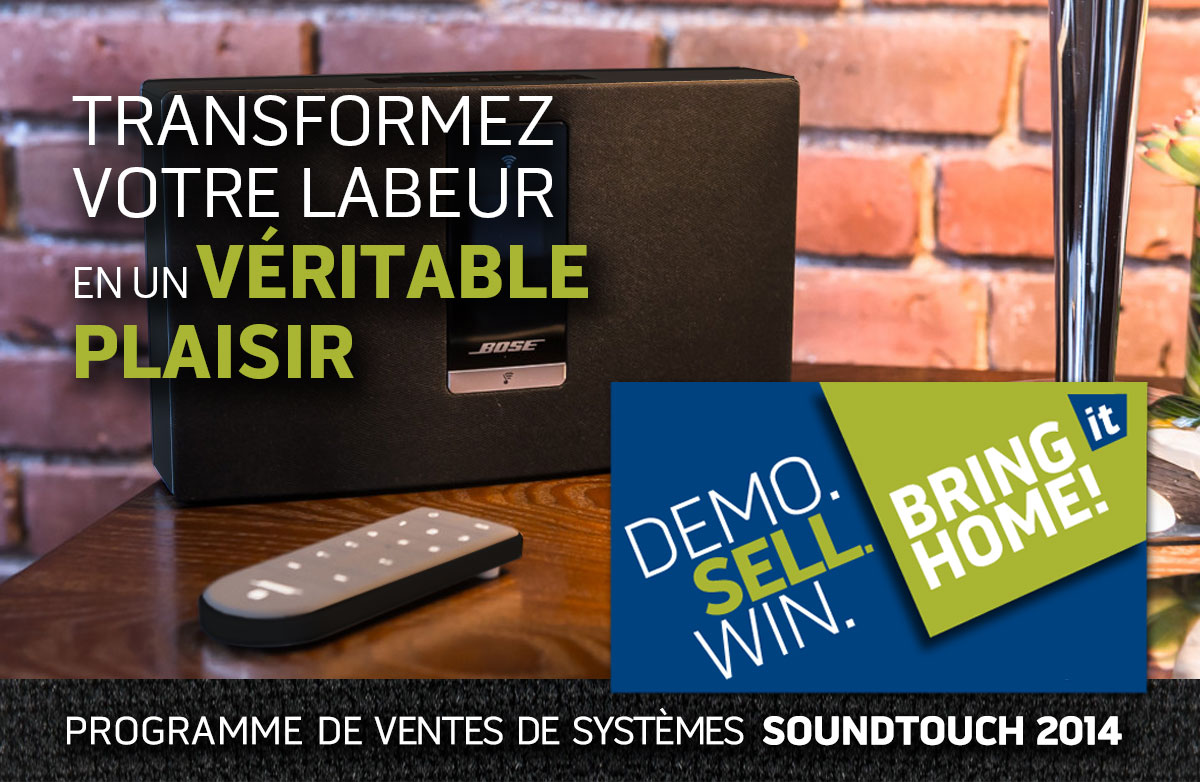 TRANSFORMEZ
VOTRE LABEUR
EN UN VÉRITABLE
PLAISIR
BOSE
DEMO.
SELL.
WIN.
BRING it
HOME!
PROGRAMME DE VENTES DE SYSTÈMES SOUNDTOUCH 2014